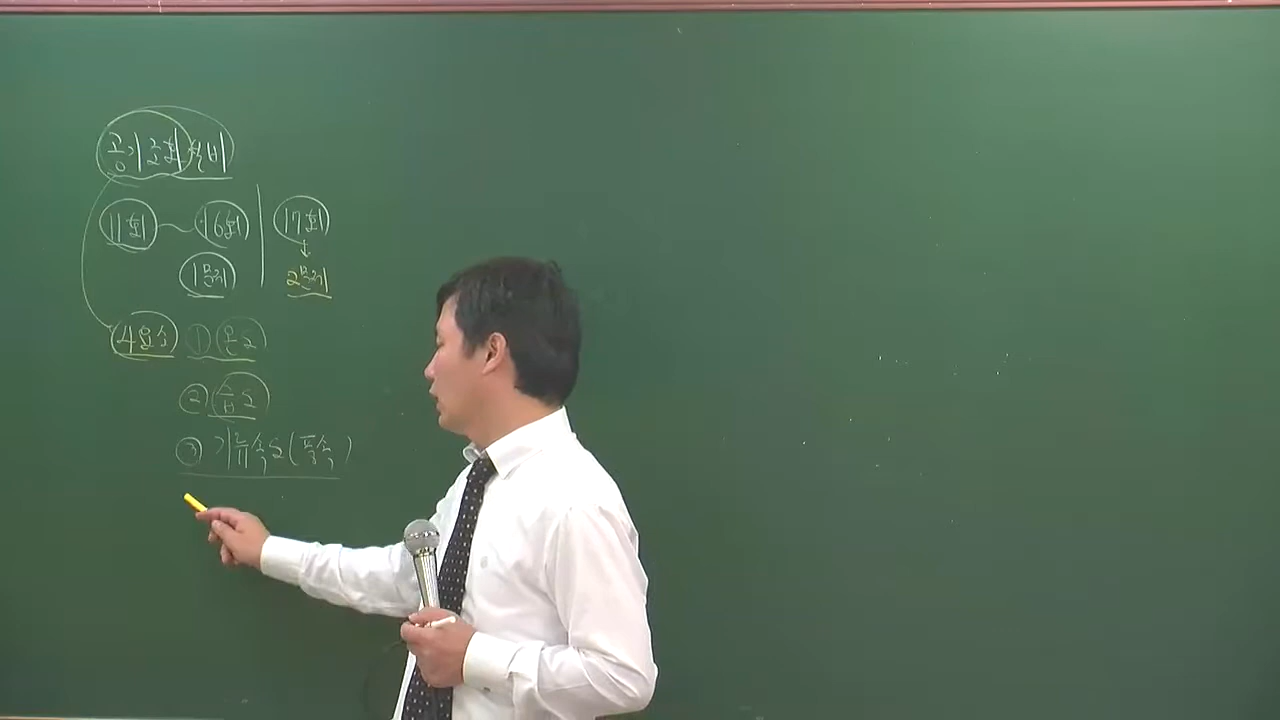 공기조화설비
11회 ~ 16회 | 17회
1문제 ↓ 2문제
4요소 ① 온도
② 습도
③ 기류속도(풍속)